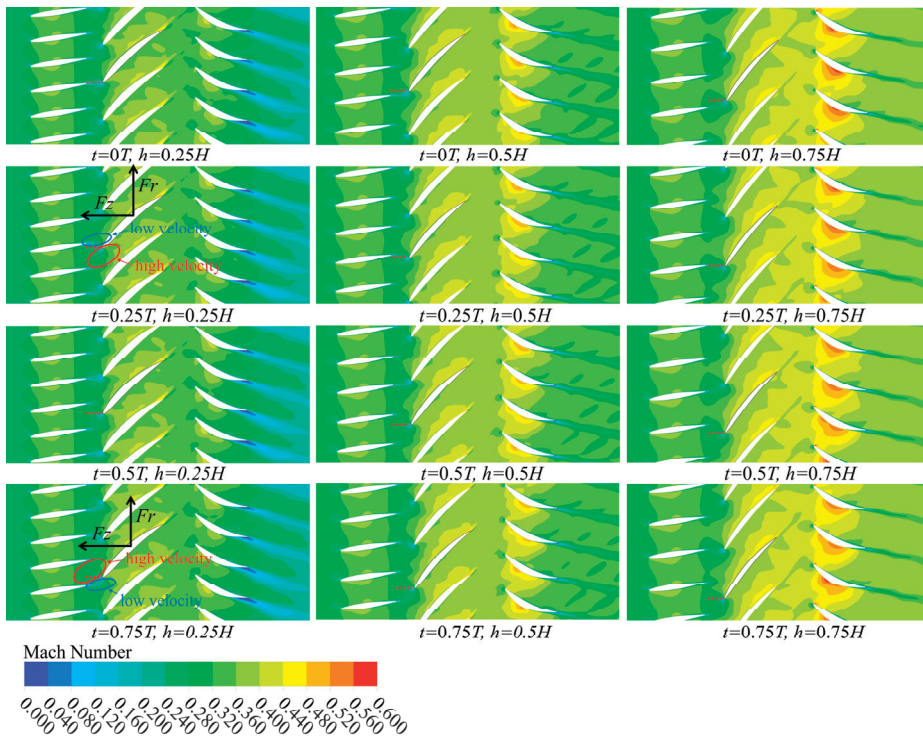 t=0T, h=0.25H
t=0T, h=0.5H
t=0T, h=0.75H
Fr
Fz
low velocity
high velocity
t=0.25T, h=0.25H
t=0.25T, h=0.5H
t=0.25T, h=0.75H
t=0.5T, h=0.25H
t=0.5T, h=0.5H
t=0.5T, h=0.75H
Fr
Fz
high velocity
low velocity
t=0.75T, h=0.25H
t=0.75T, h=0.5H
t=0.75T, h=0.75H
Mach Number
0.000
0.040
0.080
0.120
0.160
0.200
0.240
0.280
0.320
0.360
0.400
0.440
0.480
0.520
0.560
0.600